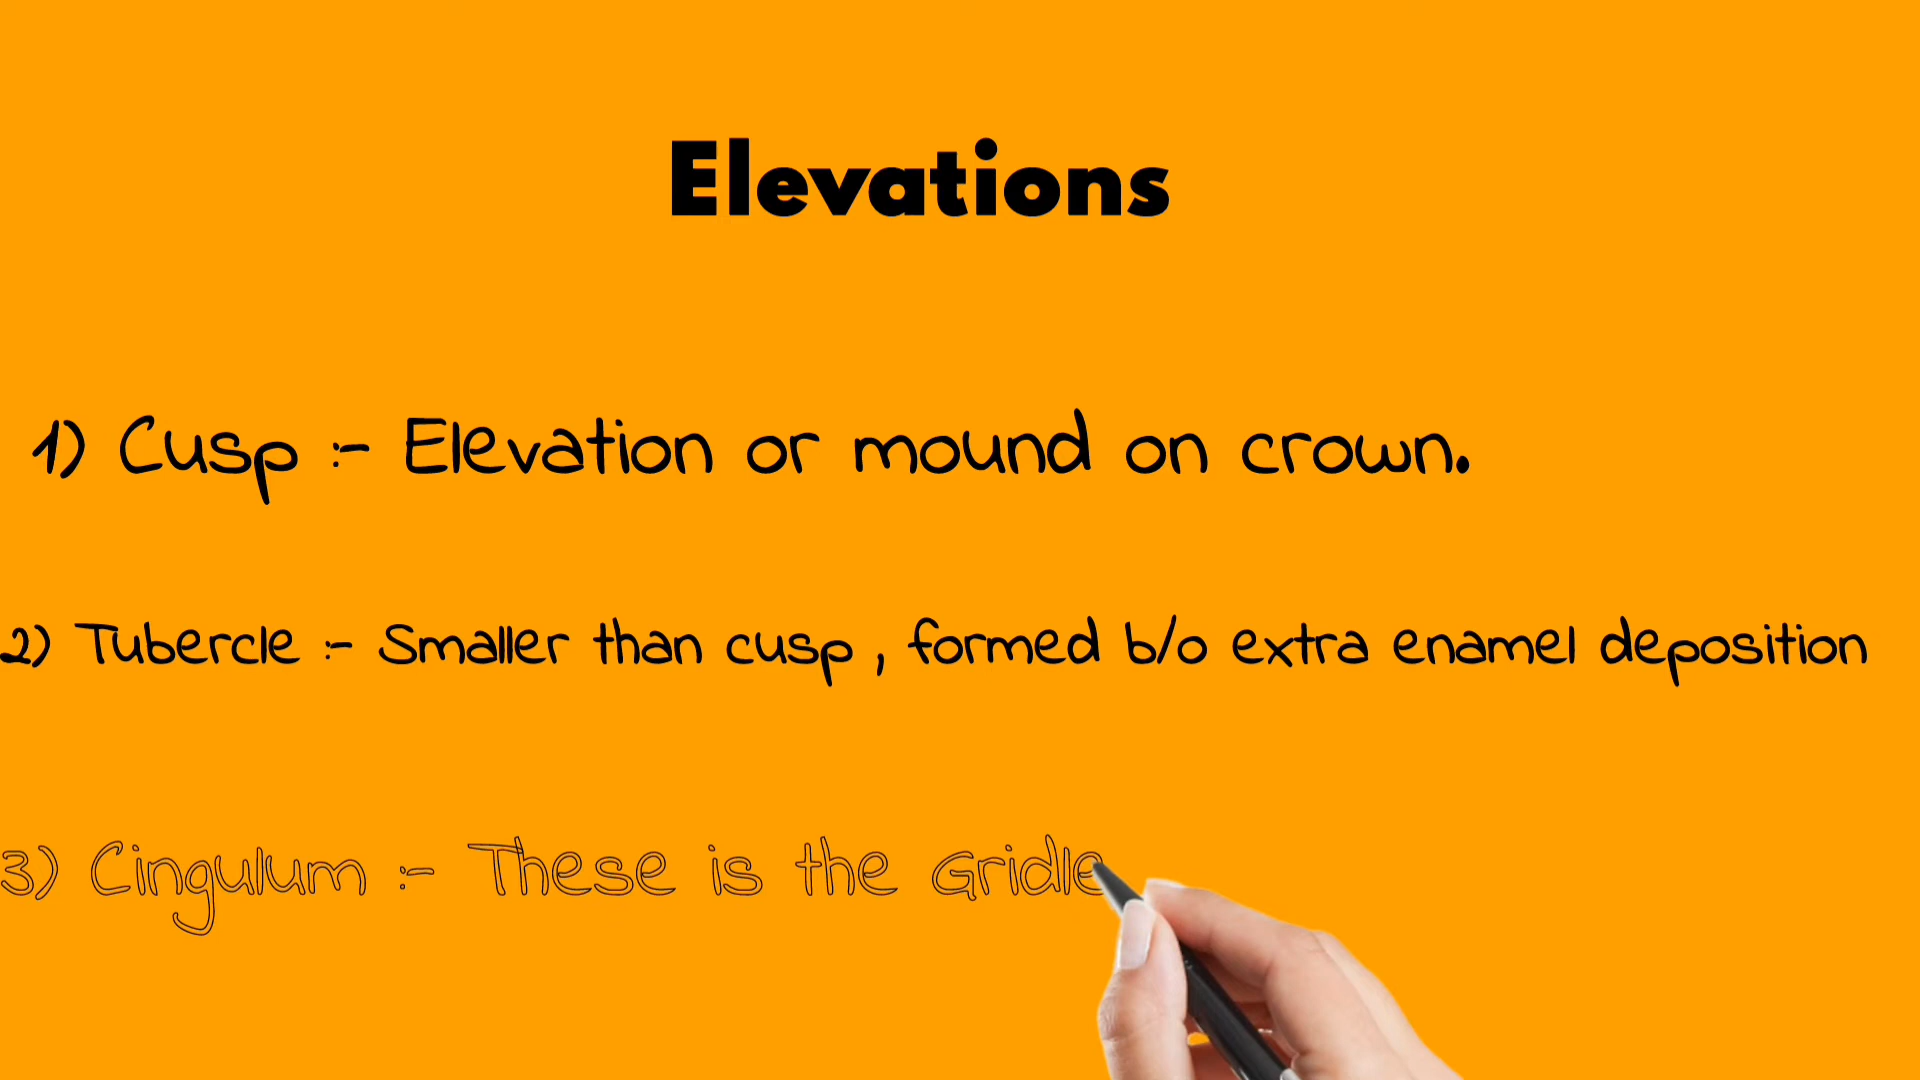 Elevations
1) Cusp :- Elevation or mound on crown.
2) Tubercle :- Smaller than cusp , formed b/o extra enamel deposition
3) Cingulum :- These is the Gridle